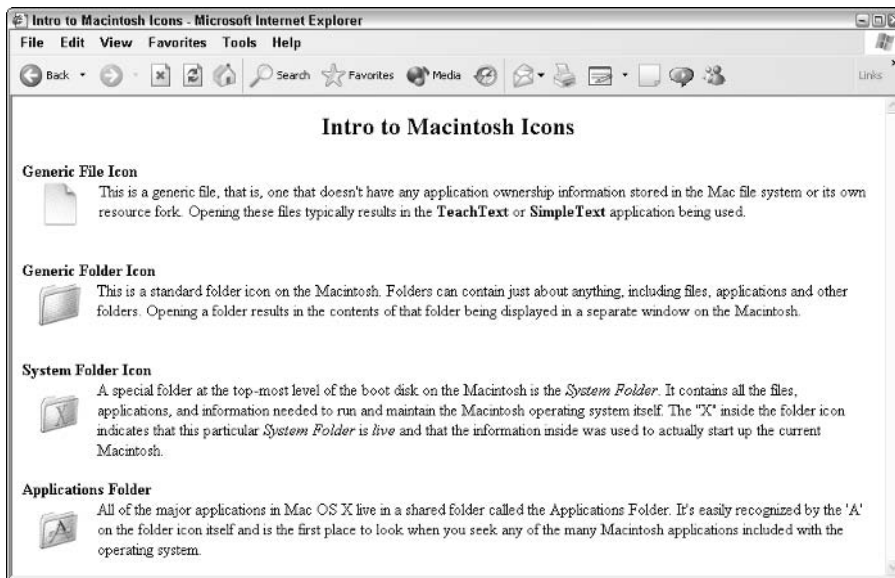 Intro to Macintosh Icons - Microsoft Internet Explorer
File Edit View Favorites Tools Help
Back Search Favorites Media Links
Intro to Macintosh Icons
Generic File Icon
This is a generic file, that is, one that doesn't have any application ownership information stored in the Mac file system or its own
resource fork. Opening these files typically results in the TeachText or SimpleText application being used.
Generic Folder Icon
This is a standard folder icon on the Macintosh. Folders can contain just about anything, including files, applications and other
folders. Opening a folder results in the contents of that folder being displayed in a separate window on the Macintosh.
System Folder Icon
A special folder at the top-most level of the boot disk on the Macintosh is the System Folder. It contains all the files,
applications, and information needed to run and maintain the Macintosh operating system itself. The "X" inside the folder icon
indicates that this particular System Folder is live and that the information inside was used to actually start up the current
Macintosh.
Applications Folder
All of the major applications in Mac OS X live in a shared folder called the Applications Folder. It's easily recognized by the 'A'
on the folder icon itself and is the first place to look when you seek any of the many Macintosh applications included with the
operating system.